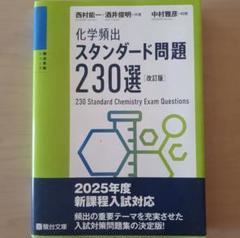 西村能一・酒井俊明=共著 中村雅彦=校閲
化学頻出
スタンダード問題
230選[改訂版]
230 Standard Chemistry Exam Questions
2025年度
新課程入試対応
頻出の重要テーマを充実させた
入試対策問題集の決定版!
駿台文庫